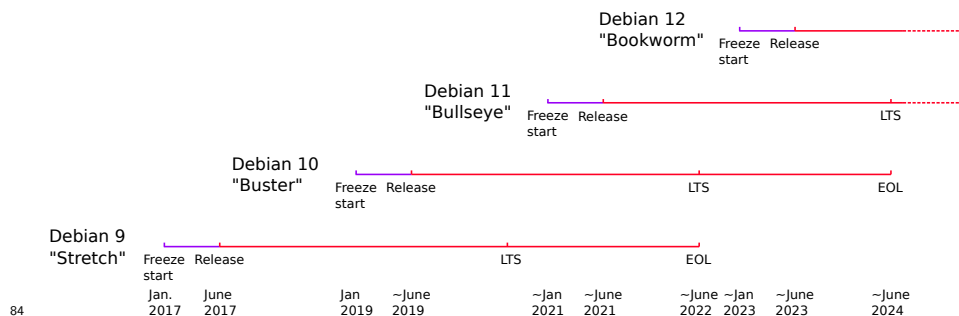 Debian 12
"Bookworm"
Freeze
start
Release
Debian 11
"Bullseye"
Freeze
start
Release
LTS
Debian 10
"Buster"
Freeze
start
Release
LTS
EOL
Debian 9
"Stretch"
Freeze
start
Release
LTS
EOL
Jan.
2017
June
2017
Jan
2019
~June
2019
~Jan
2021
~June
2021
~June
2022
~Jan
2023
~June
2023
~June
2024
84